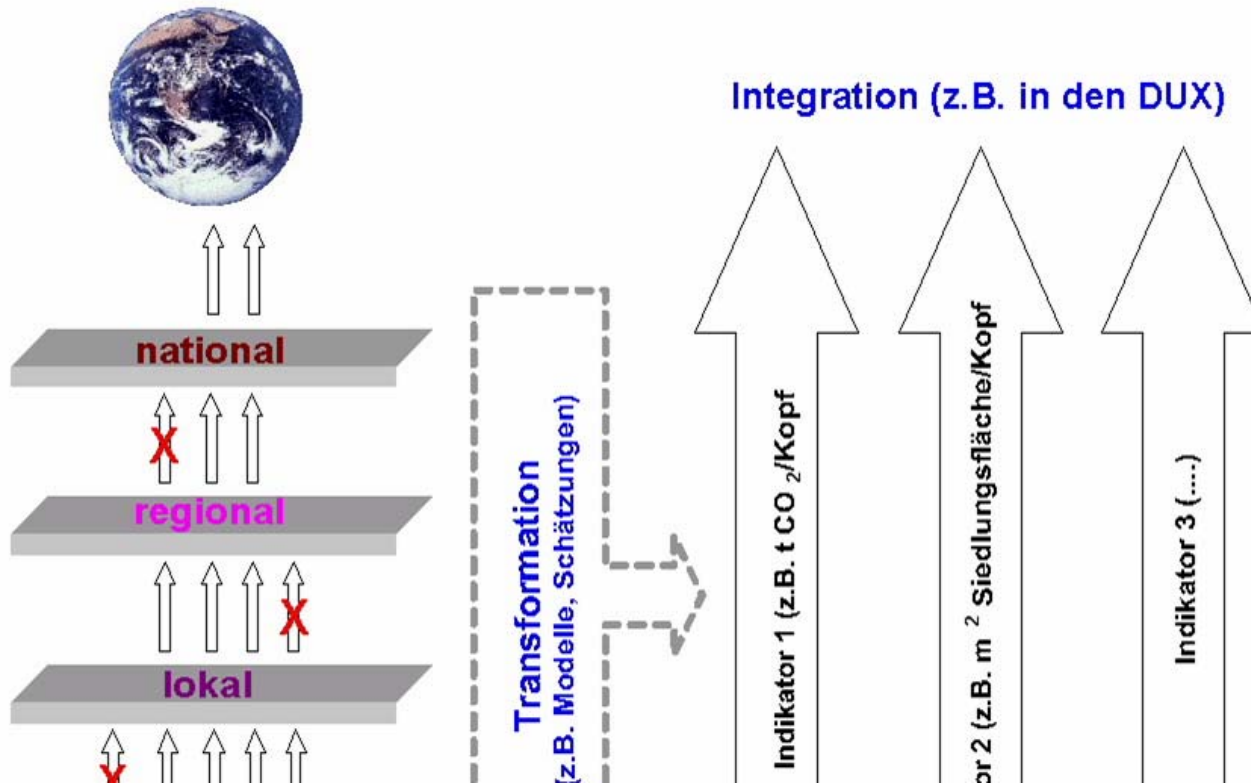 Integration (z.B. in den DUX)
national
X
regional
X
lokal
X
Transformation
(z.B. Modelle, Schätzungen)
Indikator 1 (z.B. t CO 2/Kopf
or 2 (z.B. m 2 Siedlungsfläche/Kopf
Indikator 3 (....)